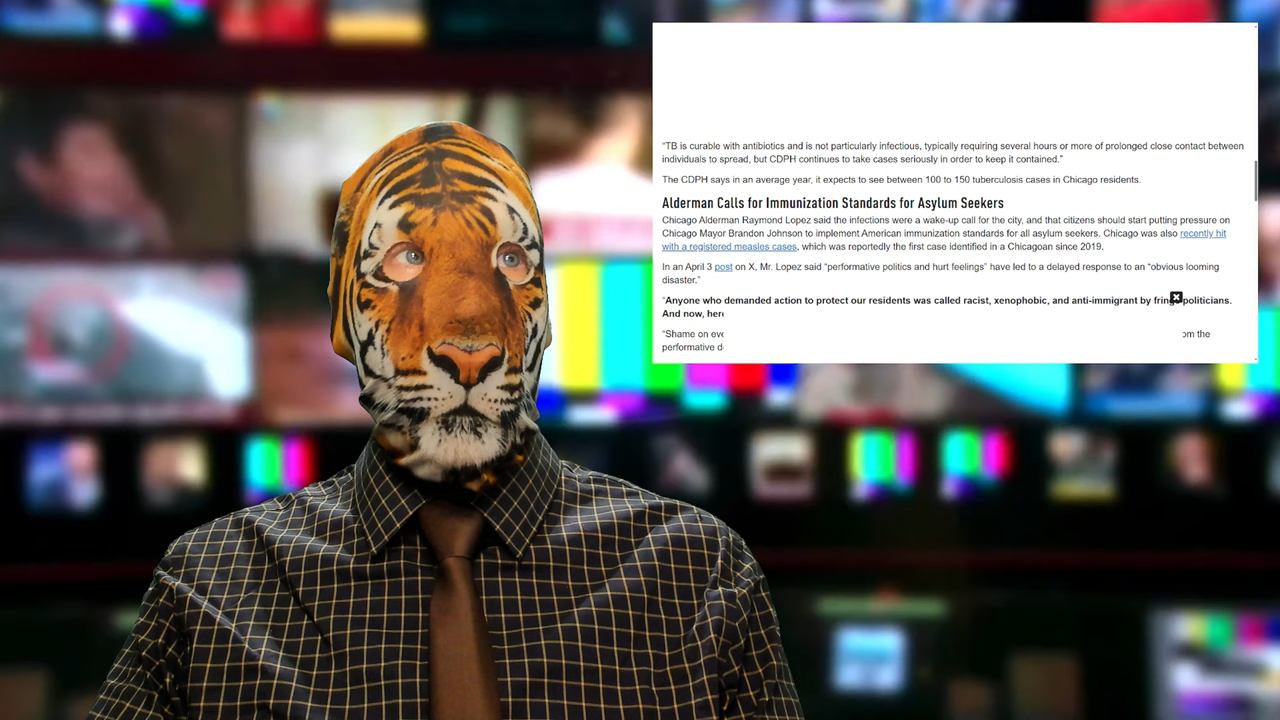 “TB is curable with antibiotics and is not particularly infectious, typically requiring several hours or more of prolonged close contact between
individuals to spread, but CDPH continues to take cases seriously in order to keep it contained.”
The CDPH says in an average year, it expects to see between 100 to 150 tuberculosis cases in Chicago residents.
Alderman Calls for Immunization Standards for Asylum Seekers
Chicago Alderman Raymond Lopez said the infections were a wake-up call for the city, and that citizens should start putting pressure on
Chicago Mayor Brandon Johnson to implement American immunization standards for all asylum seekers. Chicago was also recently hit
with a registered measles cases, which was reportedly the first case identified in a Chicagoan since 2019.
In an April 3 post on X, Mr. Lopez said “performative politics and hurt feelings” have led to a delayed response to an “obvious looming
disaster.”
“Anyone who demanded action to protect our residents was called racist, xenophobic, and anti-immigrant by politicians.
And now,
“Shame on the
performative